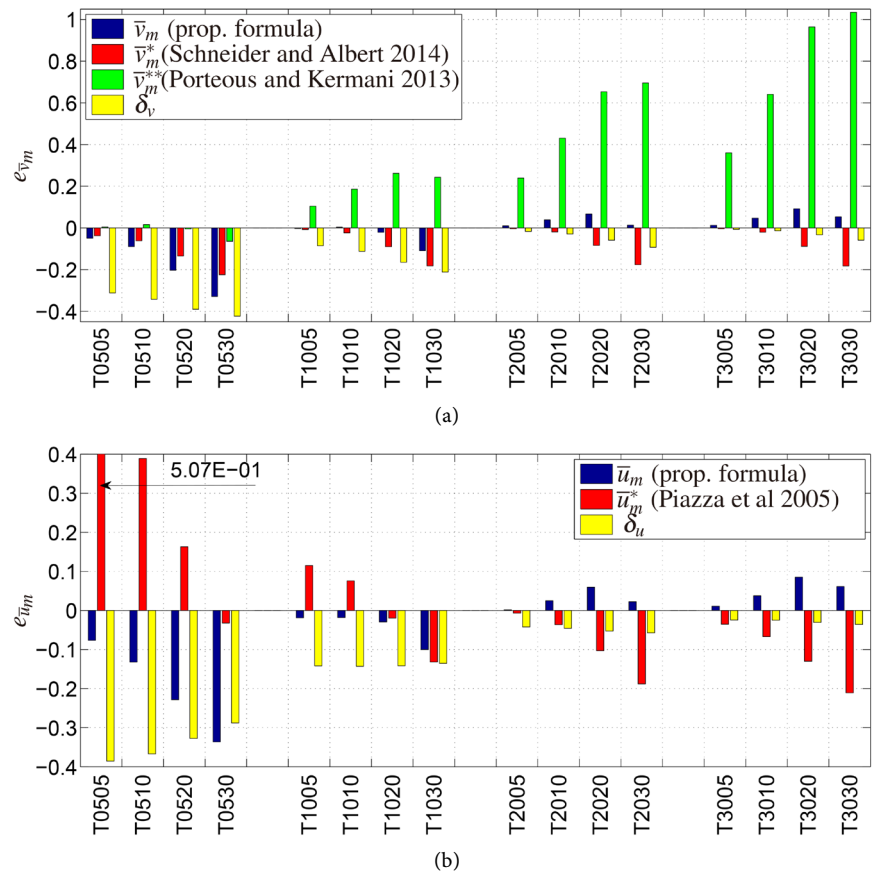 v̅ₘ (prop. formula)
v̅ₘ*(Schneider and Albert 2014)
v̅ₘ**(Porteous and Kermani 2013)
δᵥ
1
0.8
0.6
0.4
0.2
0
−0.2
−0.4
e_v̅ₘ
T0505 T0510 T0520 T0530 T1005 T1010 T1020 T1030 T2005 T2010 T2020 T2030 T3005 T3010 T3020 T3030
(a)
5.07E−01
u̅ₘ (prop. formula)
u̅ₘ* (Piazza et al 2005)
δᵤ
0.4
0.3
0.2
0.1
0
−0.1
−0.2
−0.3
−0.4
e_u̅ₘ
T0505 T0510 T0520 T0530 T1005 T1010 T1020 T1030 T2005 T2010 T2020 T2030 T3005 T3010 T3020 T3030
(b)